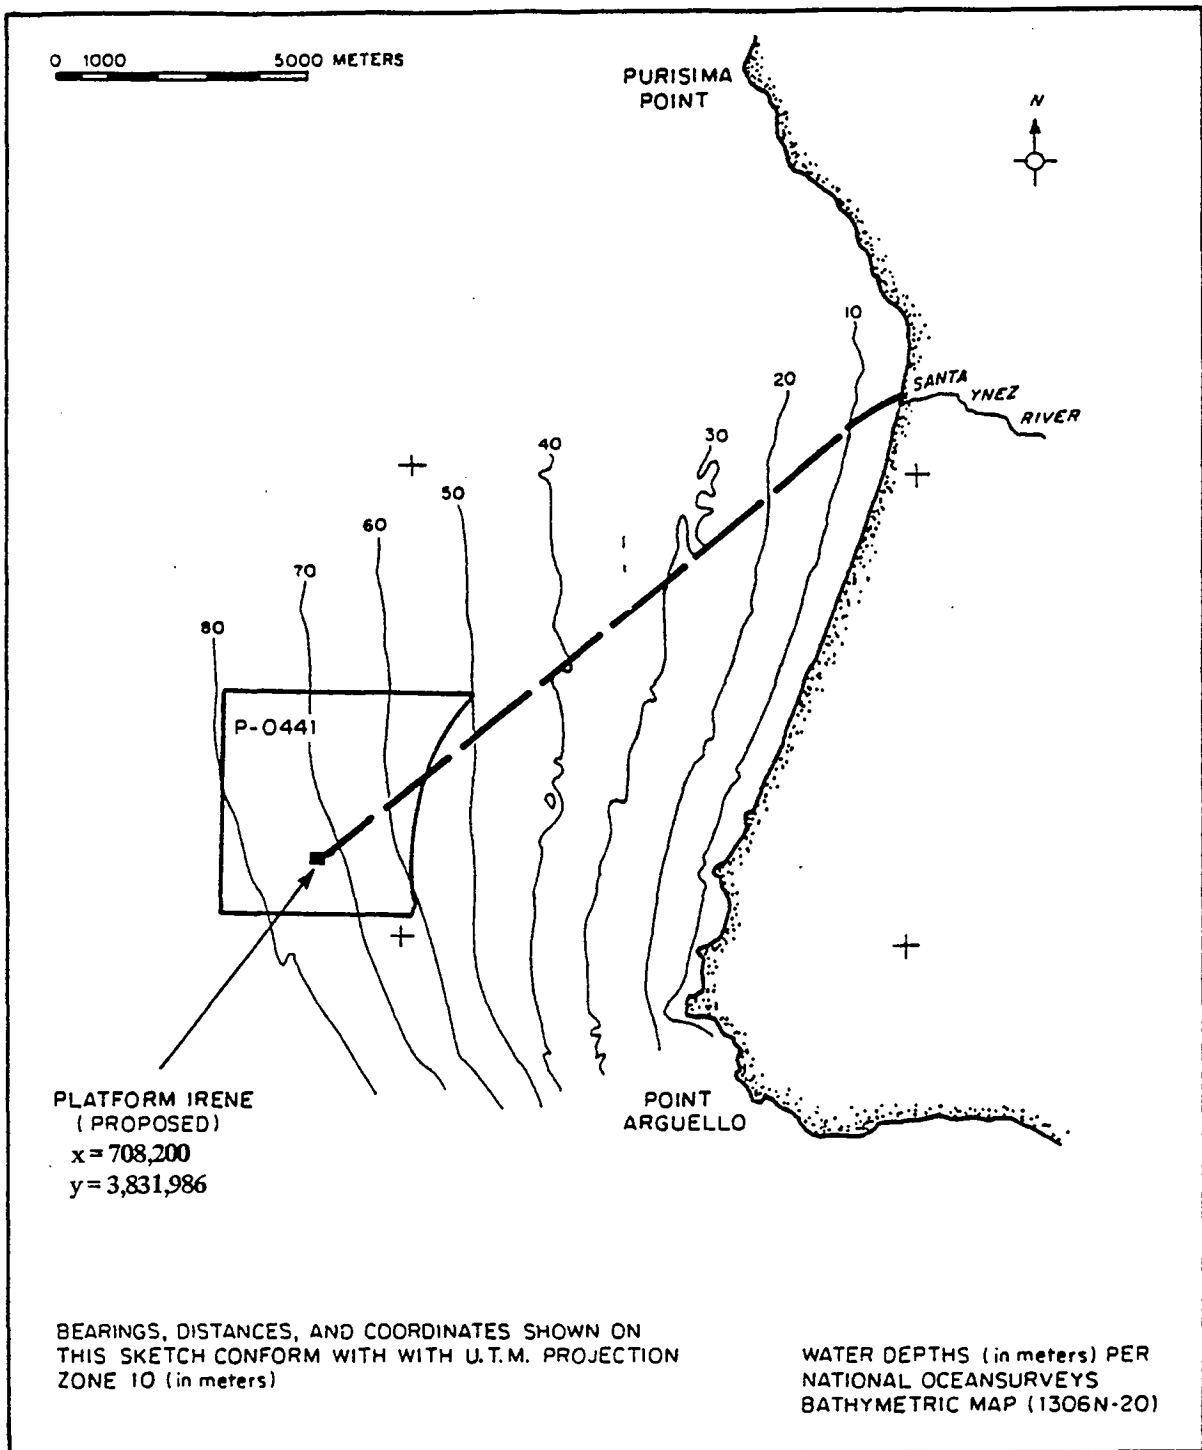 0 1000 5000 METERS
PURISIMA
POINT
N
10
SANTA
YNEZ
RIVER
20
30
40
50
60
70
80
P-0441
PLATFORM IRENE
(PROPOSED)
x = 708,200
y = 3,831,986
POINT
ARGUELLO
BEARINGS, DISTANCES, AND COORDINATES SHOWN ON
THIS SKETCH CONFORM WITH WITH U.T.M. PROJECTION
ZONE 10 (in meters)
WATER DEPTHS (in meters) PER
NATIONAL OCEANSURVEYS
BATHYMETRIC MAP (1306N-20)